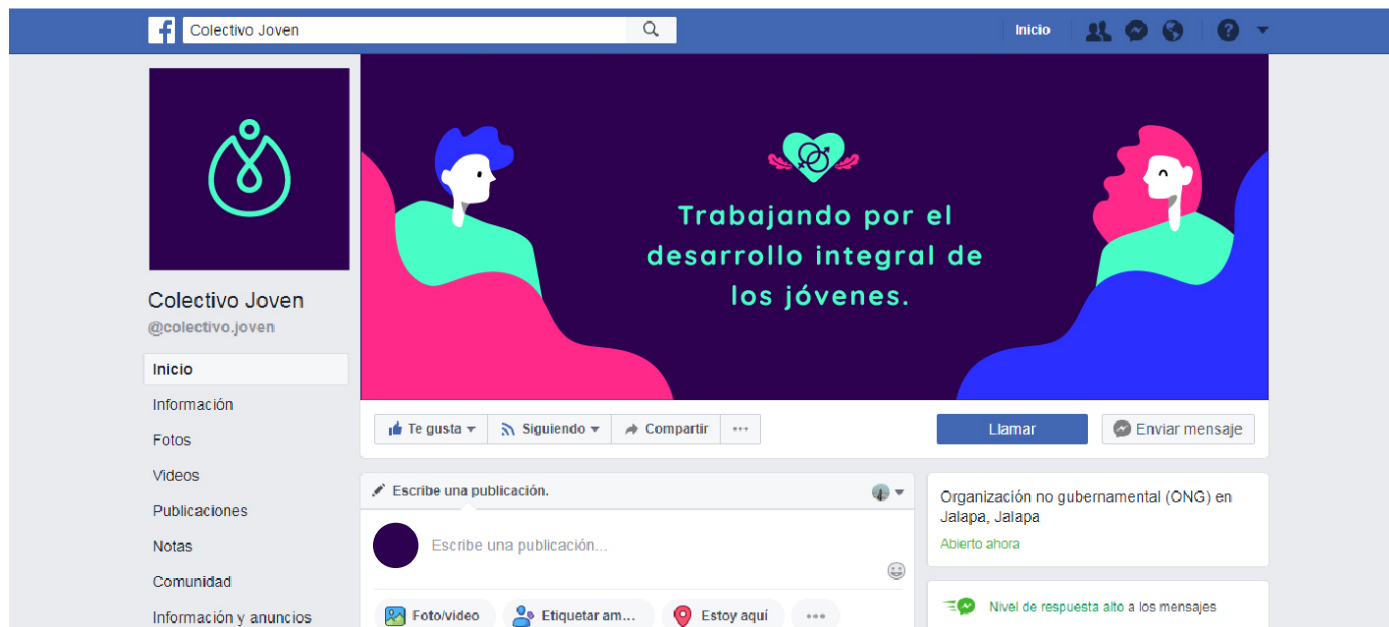 Colectivo Joven
Inicio
Trabajando por el
desarrollo integral de
los jóvenes.
Colectivo Joven
@colectivo.joven
Inicio
Información
Fotos
Videos
Publicaciones
Notas
Comunidad
Información y anuncios
Te gusta
Siguiendo
Compartir
Llamar
Enviar mensaje
Escribe una publicación.
Escribe una publicación...
Foto/video
Etiquetar am...
Estoy aquí
Organización no gubernamental (ONG) en
Jalapa, Jalapa
Abierto ahora
Nivel de respuesta alto a los mensajes